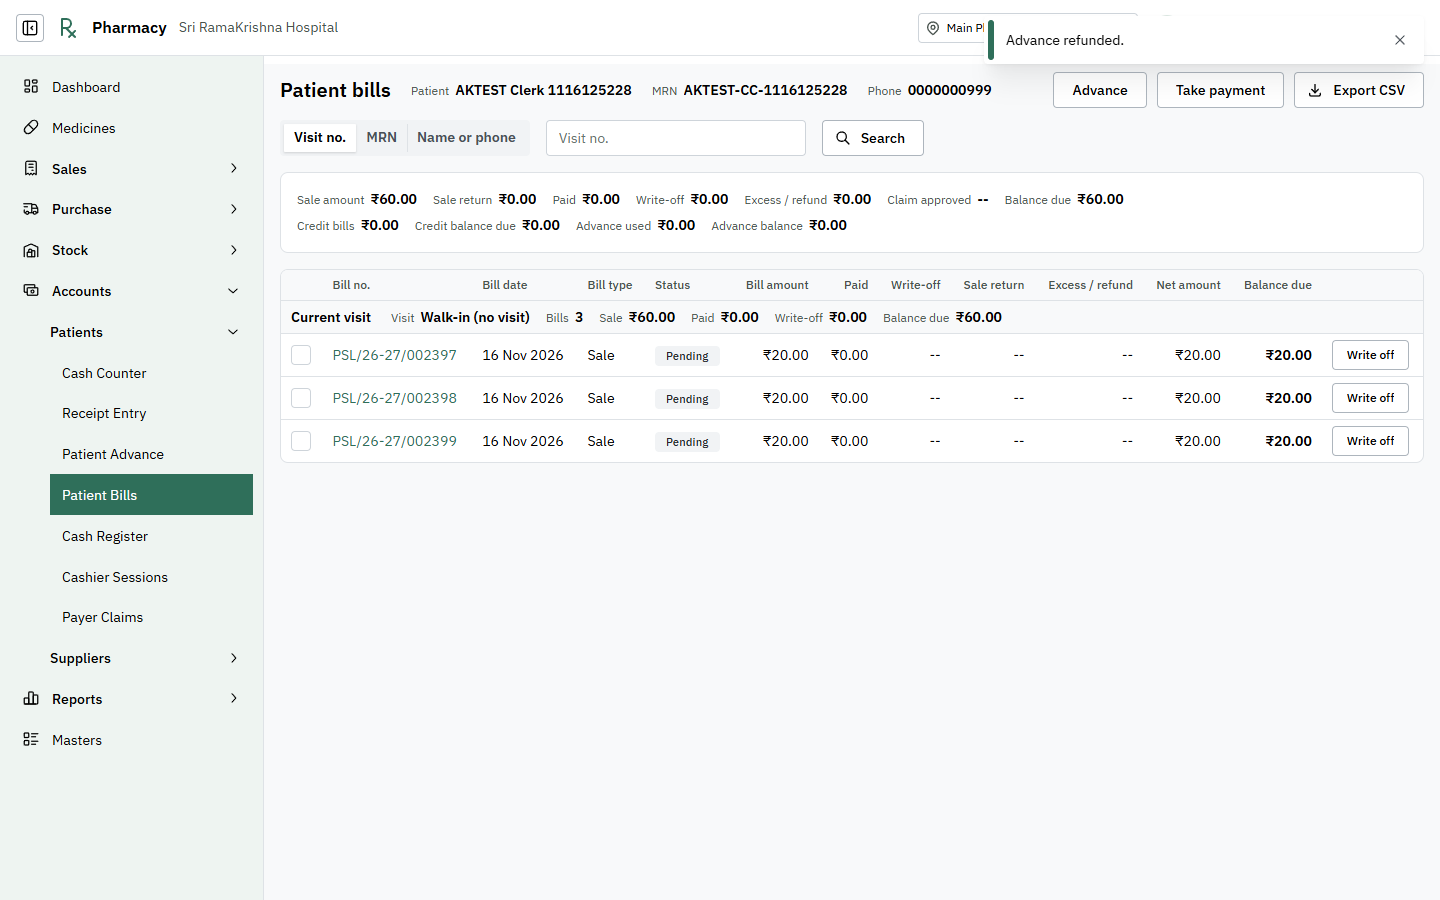 Pharmacy Sri RamaKrishna Hospital
Main
Advance refunded.
Dashboard
Medicines
Sales
Purchase
Stock
Accounts
Patients
Cash Counter
Receipt Entry
Patient Advance
Patient Bills
Cash Register
Cashier Sessions
Payer Claims
Suppliers
Reports
Masters
Patient bills Patient AKTEST Clerk 1116125228 MRN AKTEST-CC-1116125228 Phone 0000000999 Advance Take payment Export CSV
Visit no. MRN Name or phone Visit no. Search
Sale amount ₹60.00 Sale return ₹0.00 Paid ₹0.00 Write-off ₹0.00 Excess / refund ₹0.00 Claim approved -- Balance due ₹60.00
Credit bills ₹0.00 Credit balance due ₹0.00 Advance used ₹0.00 Advance balance ₹0.00
Bill no. Bill date Bill type Status Bill amount Paid Write-off Sale return Excess / refund Net amount Balance due
Current visit Visit Walk-in (no visit) Bills 3 Sale ₹60.00 Paid ₹0.00 Write-off ₹0.00 Balance due ₹60.00
PSL/26-27/002397 16 Nov 2026 Sale Pending ₹20.00 ₹0.00 -- -- -- ₹20.00 ₹20.00 Write off
PSL/26-27/002398 16 Nov 2026 Sale Pending ₹20.00 ₹0.00 -- -- -- ₹20.00 ₹20.00 Write off
PSL/26-27/002399 16 Nov 2026 Sale Pending ₹20.00 ₹0.00 -- -- -- ₹20.00 ₹20.00 Write off